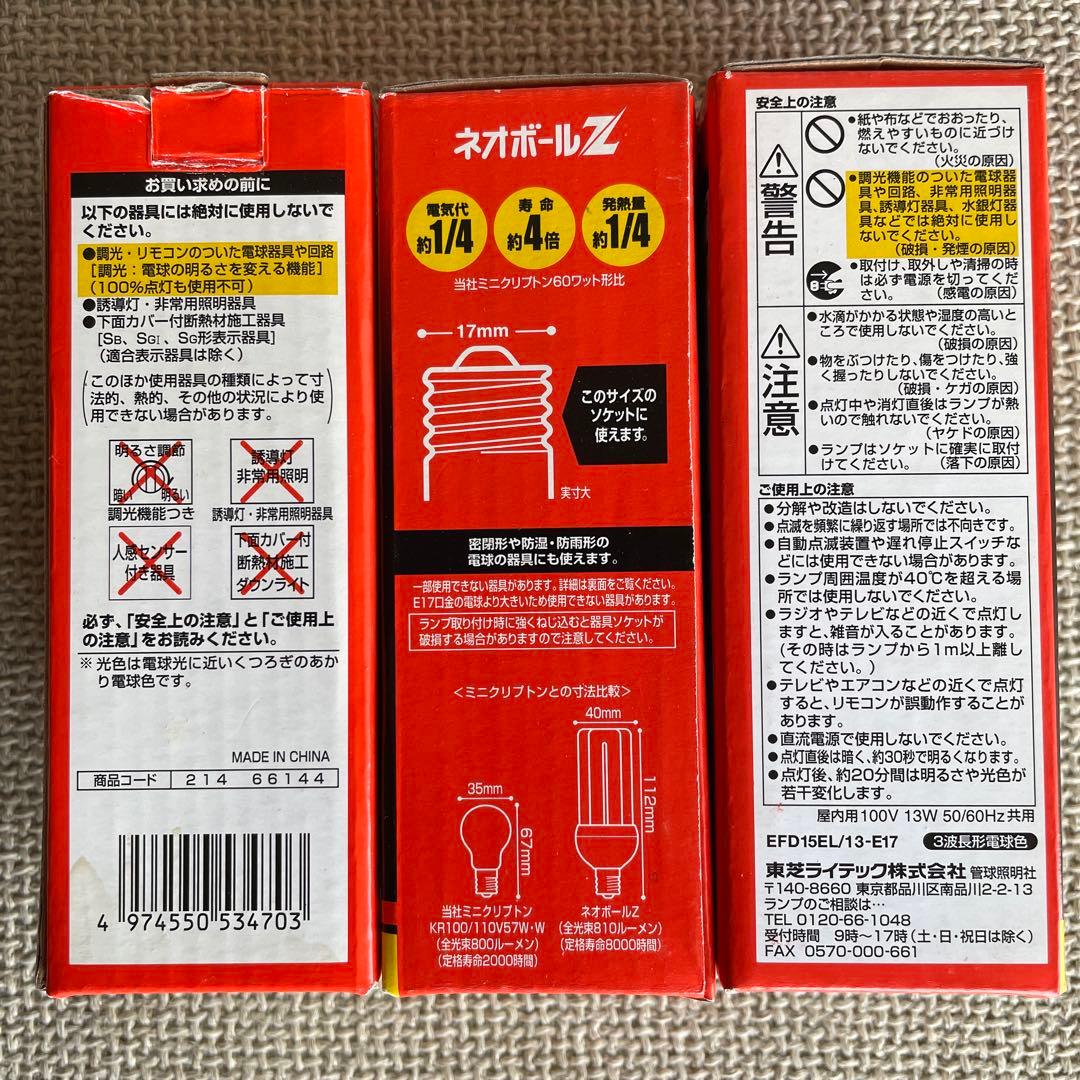 お買い求めの前に
以下の器具には絶対に使用しないで
ください。
●調光・リモコンのついた電球器具や回路
[調光:電球の明るさを変える機能]
(100%点灯も使用不可)
●誘導灯・非常用照明器具
●下面カバー付断熱材施工器具
[SB、SGI、SG形表示器具]
(適合表示器具は除く)
(このほか使用器具の種類によって寸
法的、熱的、その他の状況により使
用できない場合があります。)
明るさ調節
暗い 明るい
調光機能つき
誘導灯
非常用照明
誘導灯・非常用照明器具
人感センサー
付き器具
下面カバー付
断熱材施工
ダウンライト
必ず、「安全上の注意」と「ご使用上
の注意」をお読みください。
※光色は電球光に近いくつろぎのあか
り電球色です。
MADE IN CHINA
商品コード 214 66144
4 974550 534703
ネオボールZ
電気代
約1/4
寿命
約4倍
発熱量
約1/4
当社ミニクリプトン60ワット形比
17mm
このサイズの
ソケットに
使えます。
実寸大
密閉形や防湿・防雨形の
電球の器具にも使えます。
一部使用できない器具があります。詳細は裏面をご覧ください。
E17口金の電球より大きいため使用できない器具があります。
ランプ取り付け時に強くねじ込むと器具ソケットが
破損する場合がありますので注意してください。
<ミニクリプトンとの寸法比較>
40mm
112mm
35mm
67mm
当社ミニクリプトン
KR100/110V57W・W
(全光束800ルーメン)
(定格寿命2000時間)
ネオボールZ
(全光束810ルーメン)
(定格寿命8000時間)
安全上の注意
警告
●紙や布などでおおったり、
燃えやすいものに近づけ
ないでください。
(火災の原因)
●調光機能のついた電球器
具や回路、非常用照明器
具、誘導灯器具、水銀灯器
具などでは絶対に使用し
ないでください。
(破損・発煙の原因)
●取付け、取外しや清掃の時
は必ず電源を切ってくだ
さい。 (感電の原因)
注意
●水滴がかかる状態や湿度の高いと
ころで使用しないでください。
(破損の原因)
●物をぶつけたり、傷をつけたり、強
く握ったりしないでください。
(破損・ケガの原因)
●点灯中や消灯直後はランプが熱
いので触れないでください。
(ヤケドの原因)
●ランプはソケットに確実に取付
けてください。 (落下の原因)
ご使用上の注意
●分解や改造はしないでください。
●点滅を頻繁に繰り返す場所では不向きです。
●自動点滅装置や遅れ停止スイッチな
どには使用できない場合があります。
●ランプ周囲温度が40℃を超える場
所では使用しないでください。
●ラジオやテレビなどの近くで点灯し
ますと、雑音が入ることがあります。
(その時はランプから1m以上離し
てください。)
●テレビやエアコンなどの近くで点灯
すると、リモコンが誤動作することが
あります。
●直流電源で使用しないでください。
●点灯直後は暗く、約30秒で明るくなります。
●点灯後、約20分間は明るさや光色が
若干変化します。
屋内用100V 13W 50/60Hz共用
EFD15EL/13-E17 3波長形電球色
東芝ライテック株式会社 管球照明社
〒140-8660 東京都品川区南品川2-2-13
ランプのご相談は…
TEL 0120-66-1048
受付時間 9時〜17時(土・日・祝日は除く)
FAX 0570-000-661